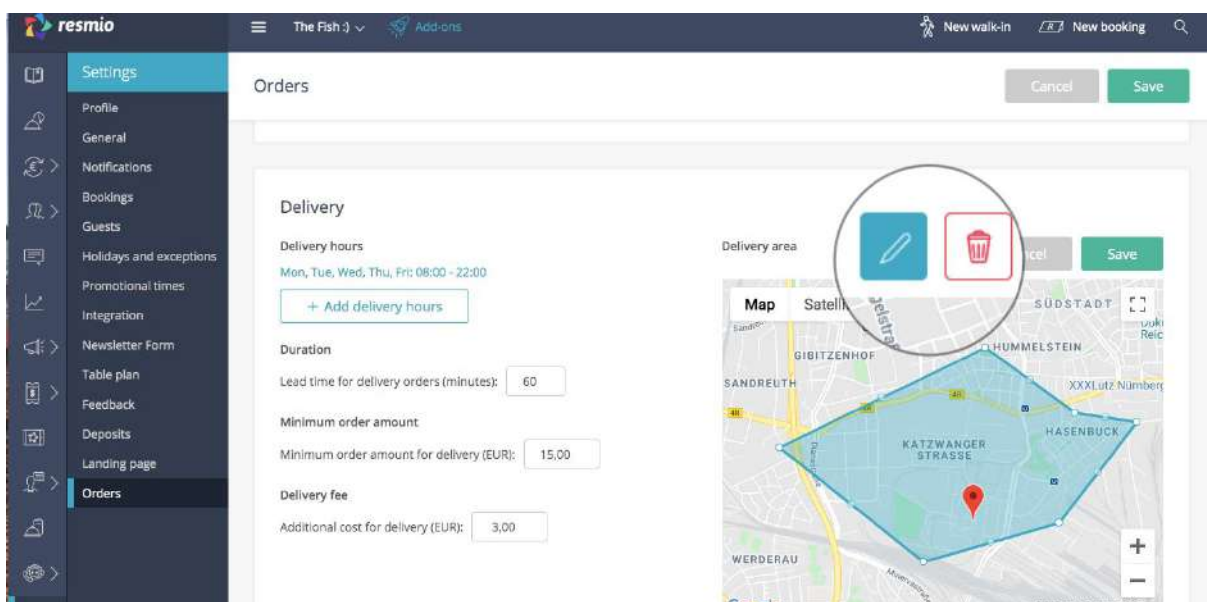 resmio
The Fish :)
Add-ons
New walk-in
New booking
Settings
Profile
General
Notifications
Bookings
Guests
Holidays and exceptions
Promotional times
Integration
Newsletter Form
Table plan
Feedback
Deposits
Landing page
Orders
Orders
Cancel
Save
Delivery
Delivery hours
Mon, Tue, Wed, Thu, Fri: 08:00 - 22:00
+ Add delivery hours
Duration
Lead time for delivery orders (minutes): 60
Minimum order amount
Minimum order amount for delivery (EUR): 15,00
Delivery fee
Additional cost for delivery (EUR): 3,00
Delivery area
Save
Map
SÜDSTADT
GIBITZENHOF
HUMMELSTEIN
SANDREUTH
XXXLutz Nürnberg
4R
4R
4R
HASENBUCK
KATZWANGER
STRASSE
WERDERAU
+
−